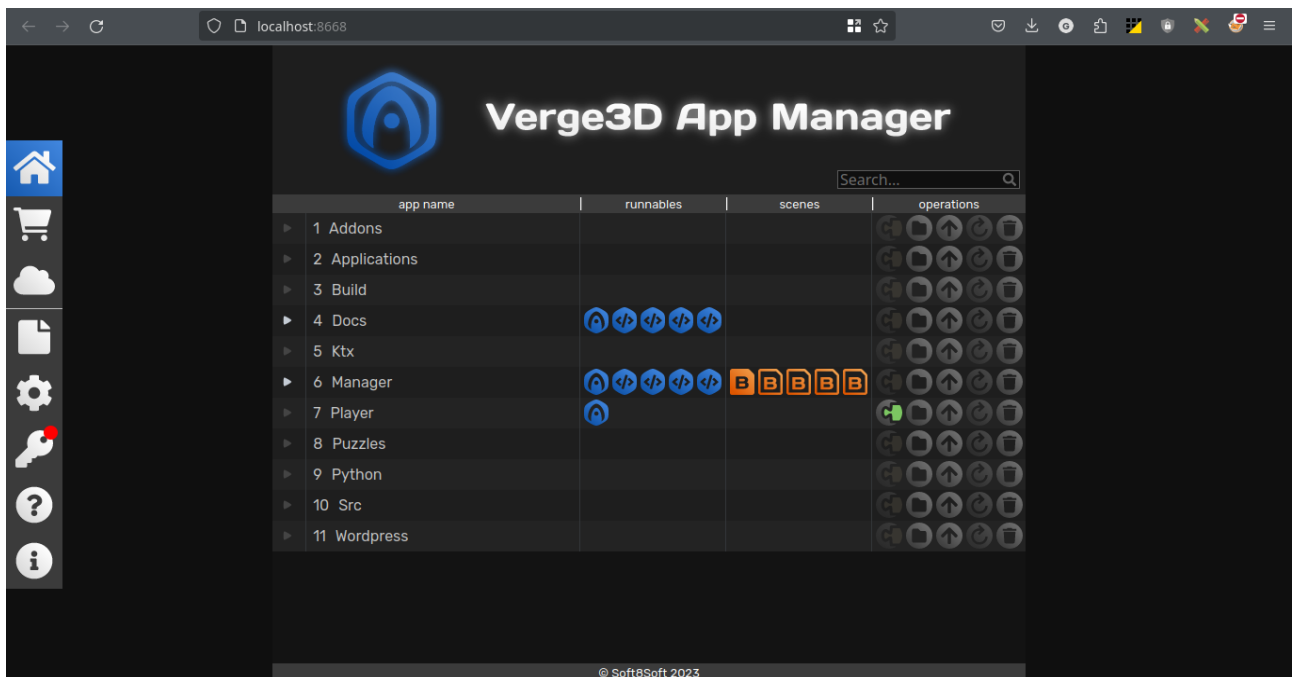 localhost:8668
Verge3D App Manager
Search...
app name runnables scenes operations
1 Addons
2 Applications
3 Build
4 Docs
5 Ktx
6 Manager
7 Player
8 Puzzles
9 Python
10 Src
11 Wordpress
© Soft8Soft 2023